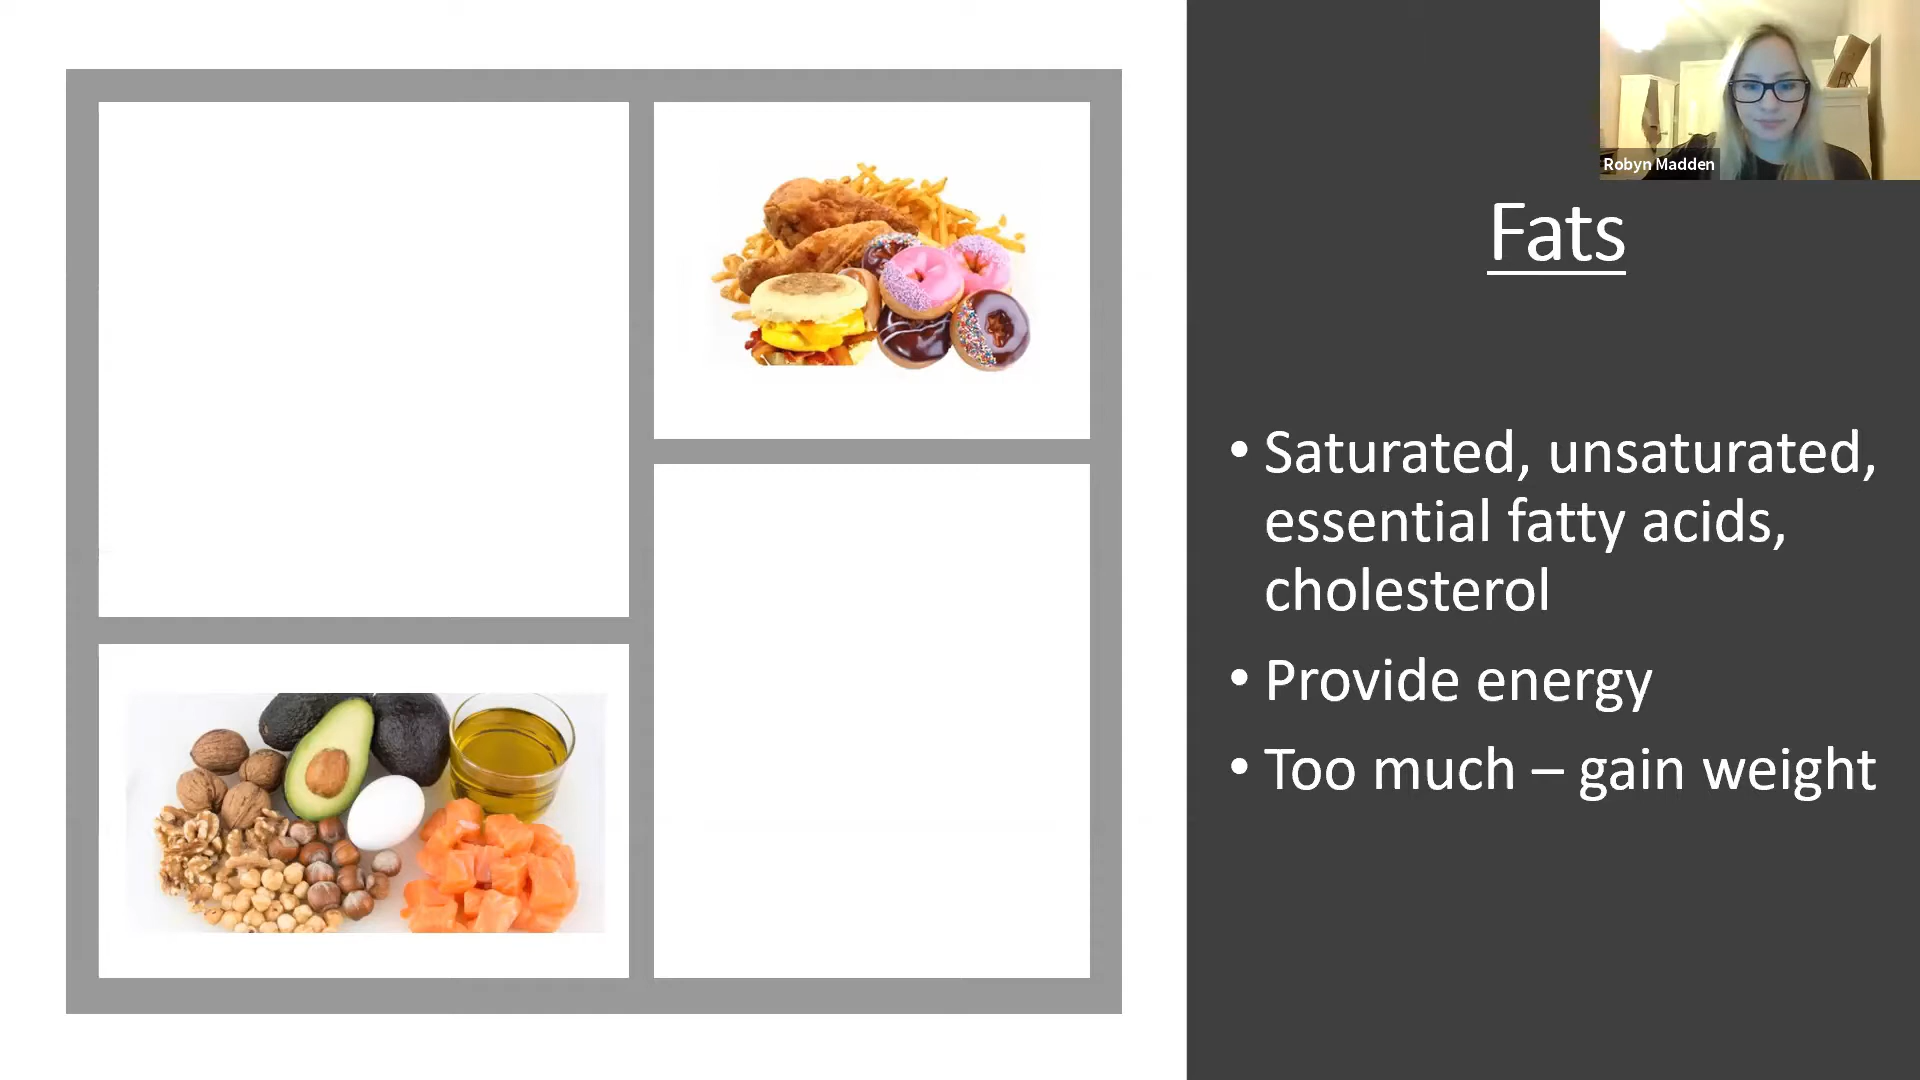 Robyn Madden
Fats
• Saturated, unsaturated,
essential fatty acids,
cholesterol
• Provide energy
• Too much – gain weight